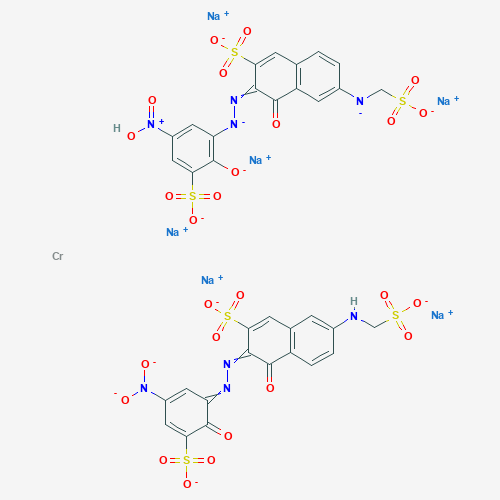 Na+
O
O- S
O
O
N- S O- Na+
O
O N
N+ N- O
H O
Na+
O-
O S O
O-
Na+
Cr
Na+
O- O H O O-
S N S Na+
O O
O- N
-O N N O
O
O S O
O-